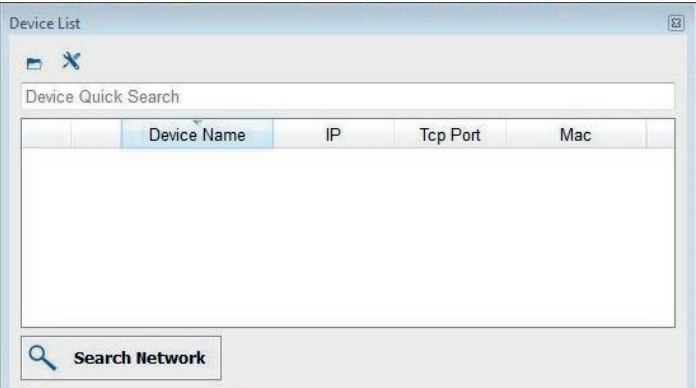 Device List
Device Quick Search
Device Name IP Tcp Port Mac
Search Network